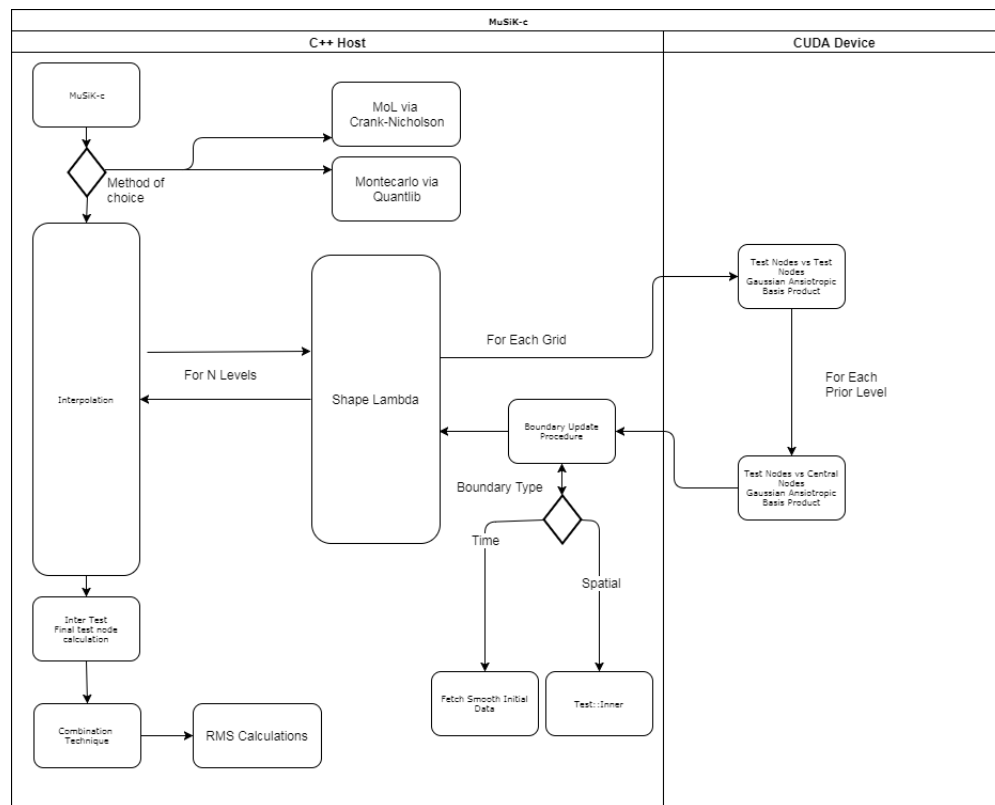 MuSiK-c
C++ Host
CUDA Device
MuSiK-c
MoL via
Crank-Nicholson
Method of
choice
Montecarlo via
Quantlib
Test Nodes vs Test
Nodes
Gaussian Ansiotropic
Basis Product
For Each Grid
For N Levels
Interpolation
Shape Lambda
For Each
Prior Level
Boundary Update
Procedure
Test Nodes vs Central
Nodes
Gaussian Ansiotropic
Basis Product
Boundary Type
Time
Spatial
Inter Test
Final test node
calculation
Fetch Smooth Initial
Data
Test::Inner
Combination
Technique
RMS Calculations